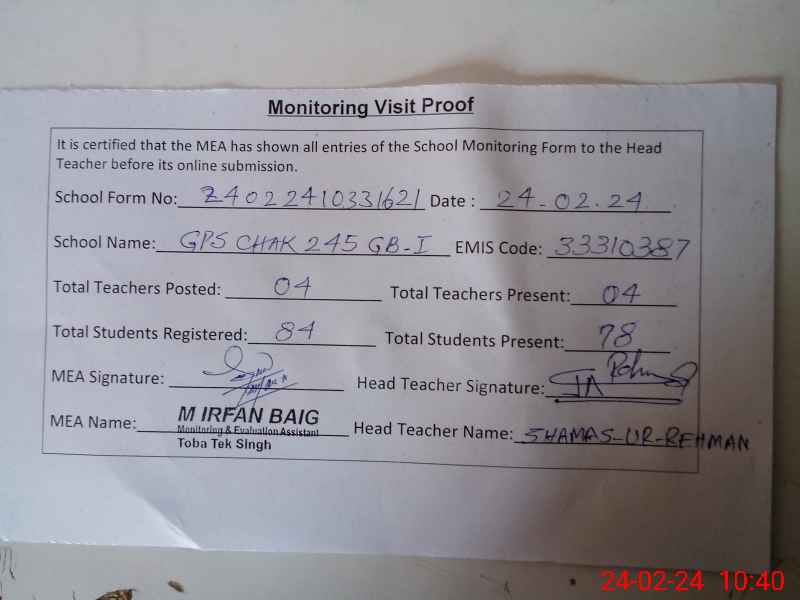 Monitoring Visit Proof
It is certified that the MEA has shown all entries of the School Monitoring Form to the Head
Teacher before its online submission.
School Form No: 24022410331621 Date : 24-02.24
School Name: GPS CHAK 245 GB-I EMIS Code: 33310387
Total Teachers Posted: 04 Total Teachers Present: 04
Total Students Registered: 84 Total Students Present: 78
MEA Signature: Head Teacher Signature:
MEA Name: M IRFAN BAIG Head Teacher Name: SHAMAS-UR-REHMAN
Monitoring & Evaluation Assistant
Toba Tek Singh
24-02-24 10:40